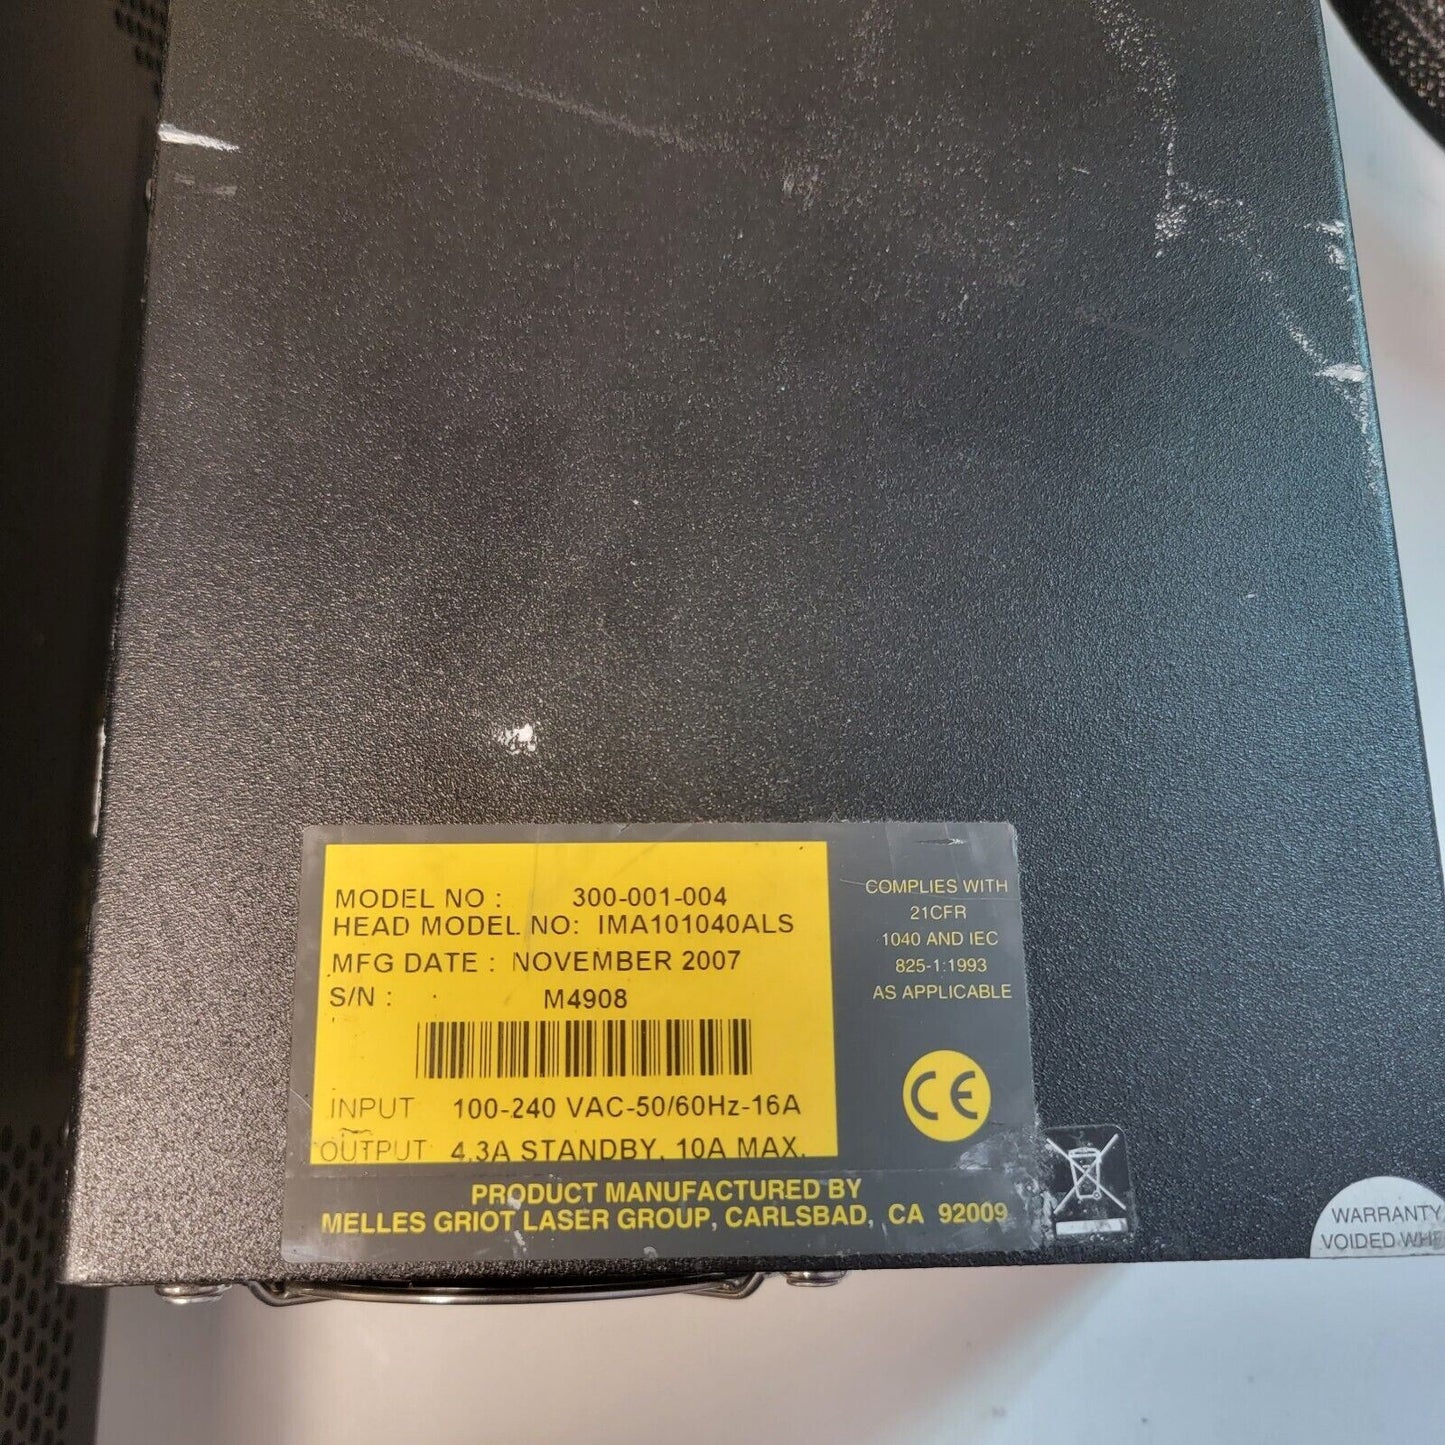 MODEL NO : 300-001-004
HEAD MODEL NO: IMA101040ALS
MFG DATE : NOVEMBER 2007
S/N : M4908
INPUT 100-240 VAC-50/60Hz-16A
OUTPUT: 4.3A STANDBY, 10A MAX.
COMPLIES WITH
21CFR
1040 AND IEC
825-1:1993
AS APPLICABLE
CE
PRODUCT MANUFACTURED BY
MELLES GRIOT LASER GROUP, CARLSBAD, CA 92009
WARRANTY
VOIDED